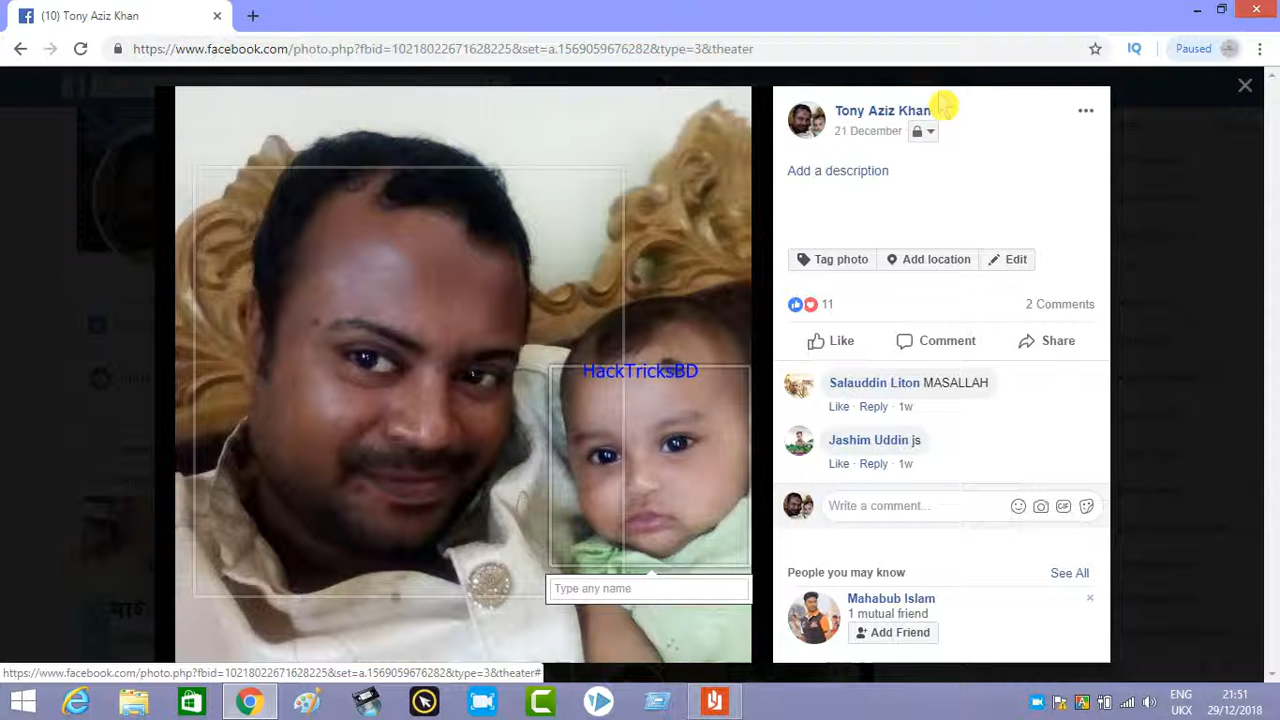 (10) Tony Aziz Khan
https://www.facebook.com/photo.php?fbid=10218022671628225&set=a.1569059676282&type=3&theater
IQ
Paused
Tony Aziz Khan
21 December
Add a description
Tag photo
Add location
Edit
11
2 Comments
Like
Comment
Share
HackTricksBD
Salauddin Liton MASALLAH
Like · Reply · 1w
Jashim Uddin js
Like · Reply · 1w
Write a comment...
GIF
Type any name
People you may know
See All
Mahabub Islam
1 mutual friend
Add Friend
https://www.facebook.com/photo.php?fbid=10218022671628225&set=a.1569059676282&type=3&theater#
ENG
UKX
21:51
29/12/2018